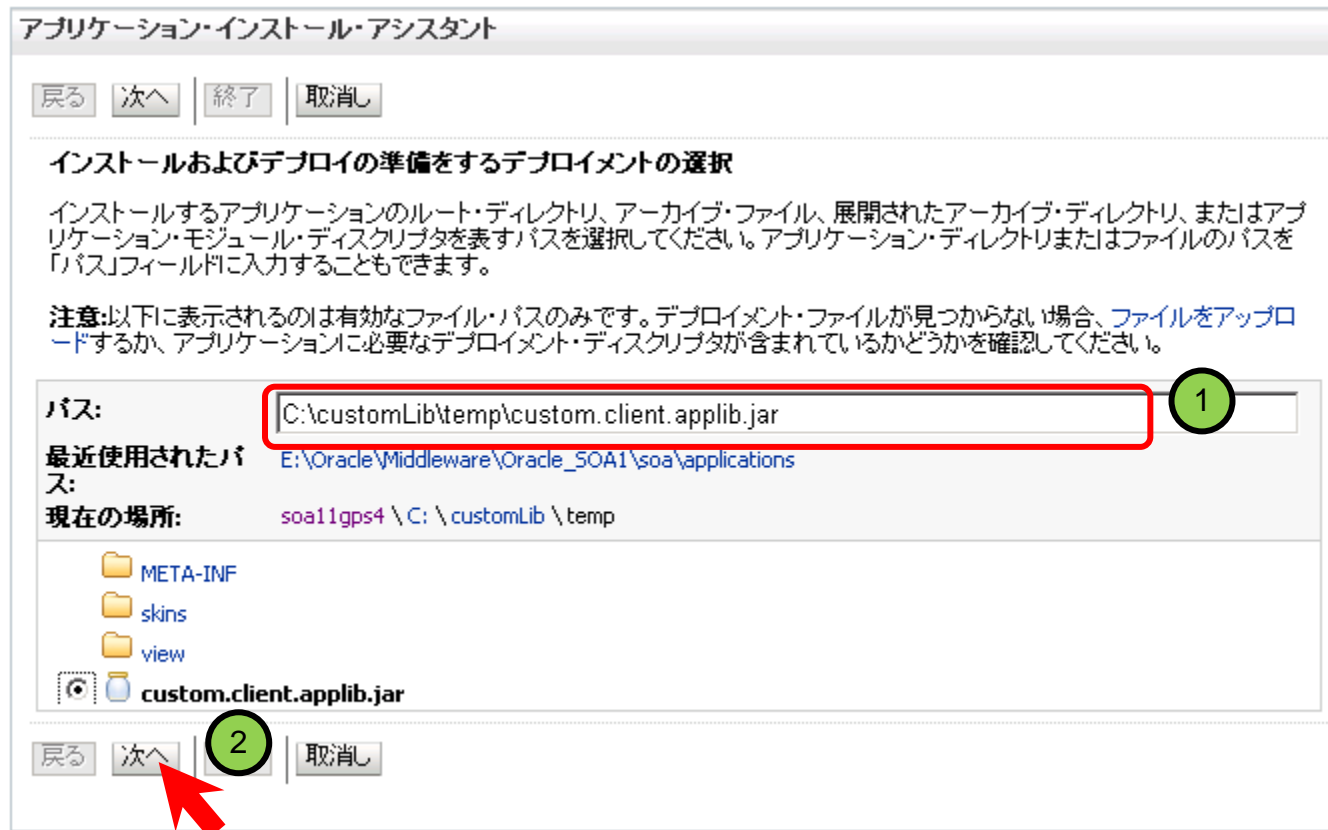 アプリケーション・インストール・アシスタント
戻る 次へ 終了 取消し
インストールおよびデプロイの準備をするデプロイメントの選択
インストールするアプリケーションのルート・ディレクトリ、アーカイブ・ファイル、展開されたアーカイブ・ディレクトリ、またはアプ
リケーション・モジュール・ディスクリプタを表すパスを選択してください。アプリケーション・ディレクトリまたはファイルのパスを
「パス」フィールドに入力することもできます。
注意:以下に表示されるのは有効なファイル・パスのみです。デプロイメント・ファイルが見つからない場合、ファイルをアップロ
ードするか、アプリケーションに必要なデプロイメント・ディスクリプタが含まれているかどうかを確認してください。
パス: C:\customLib\temp\custom.client.applib.jar 1
最近使用されたパ E:\Oracle\Middleware\Oracle_SOA1\soa\applications
ス:
現在の場所: soa11gps4 \ C: \ customLib \ temp
META-INF
skins
view
custom.client.applib.jar
戻る 次へ 2 取消し